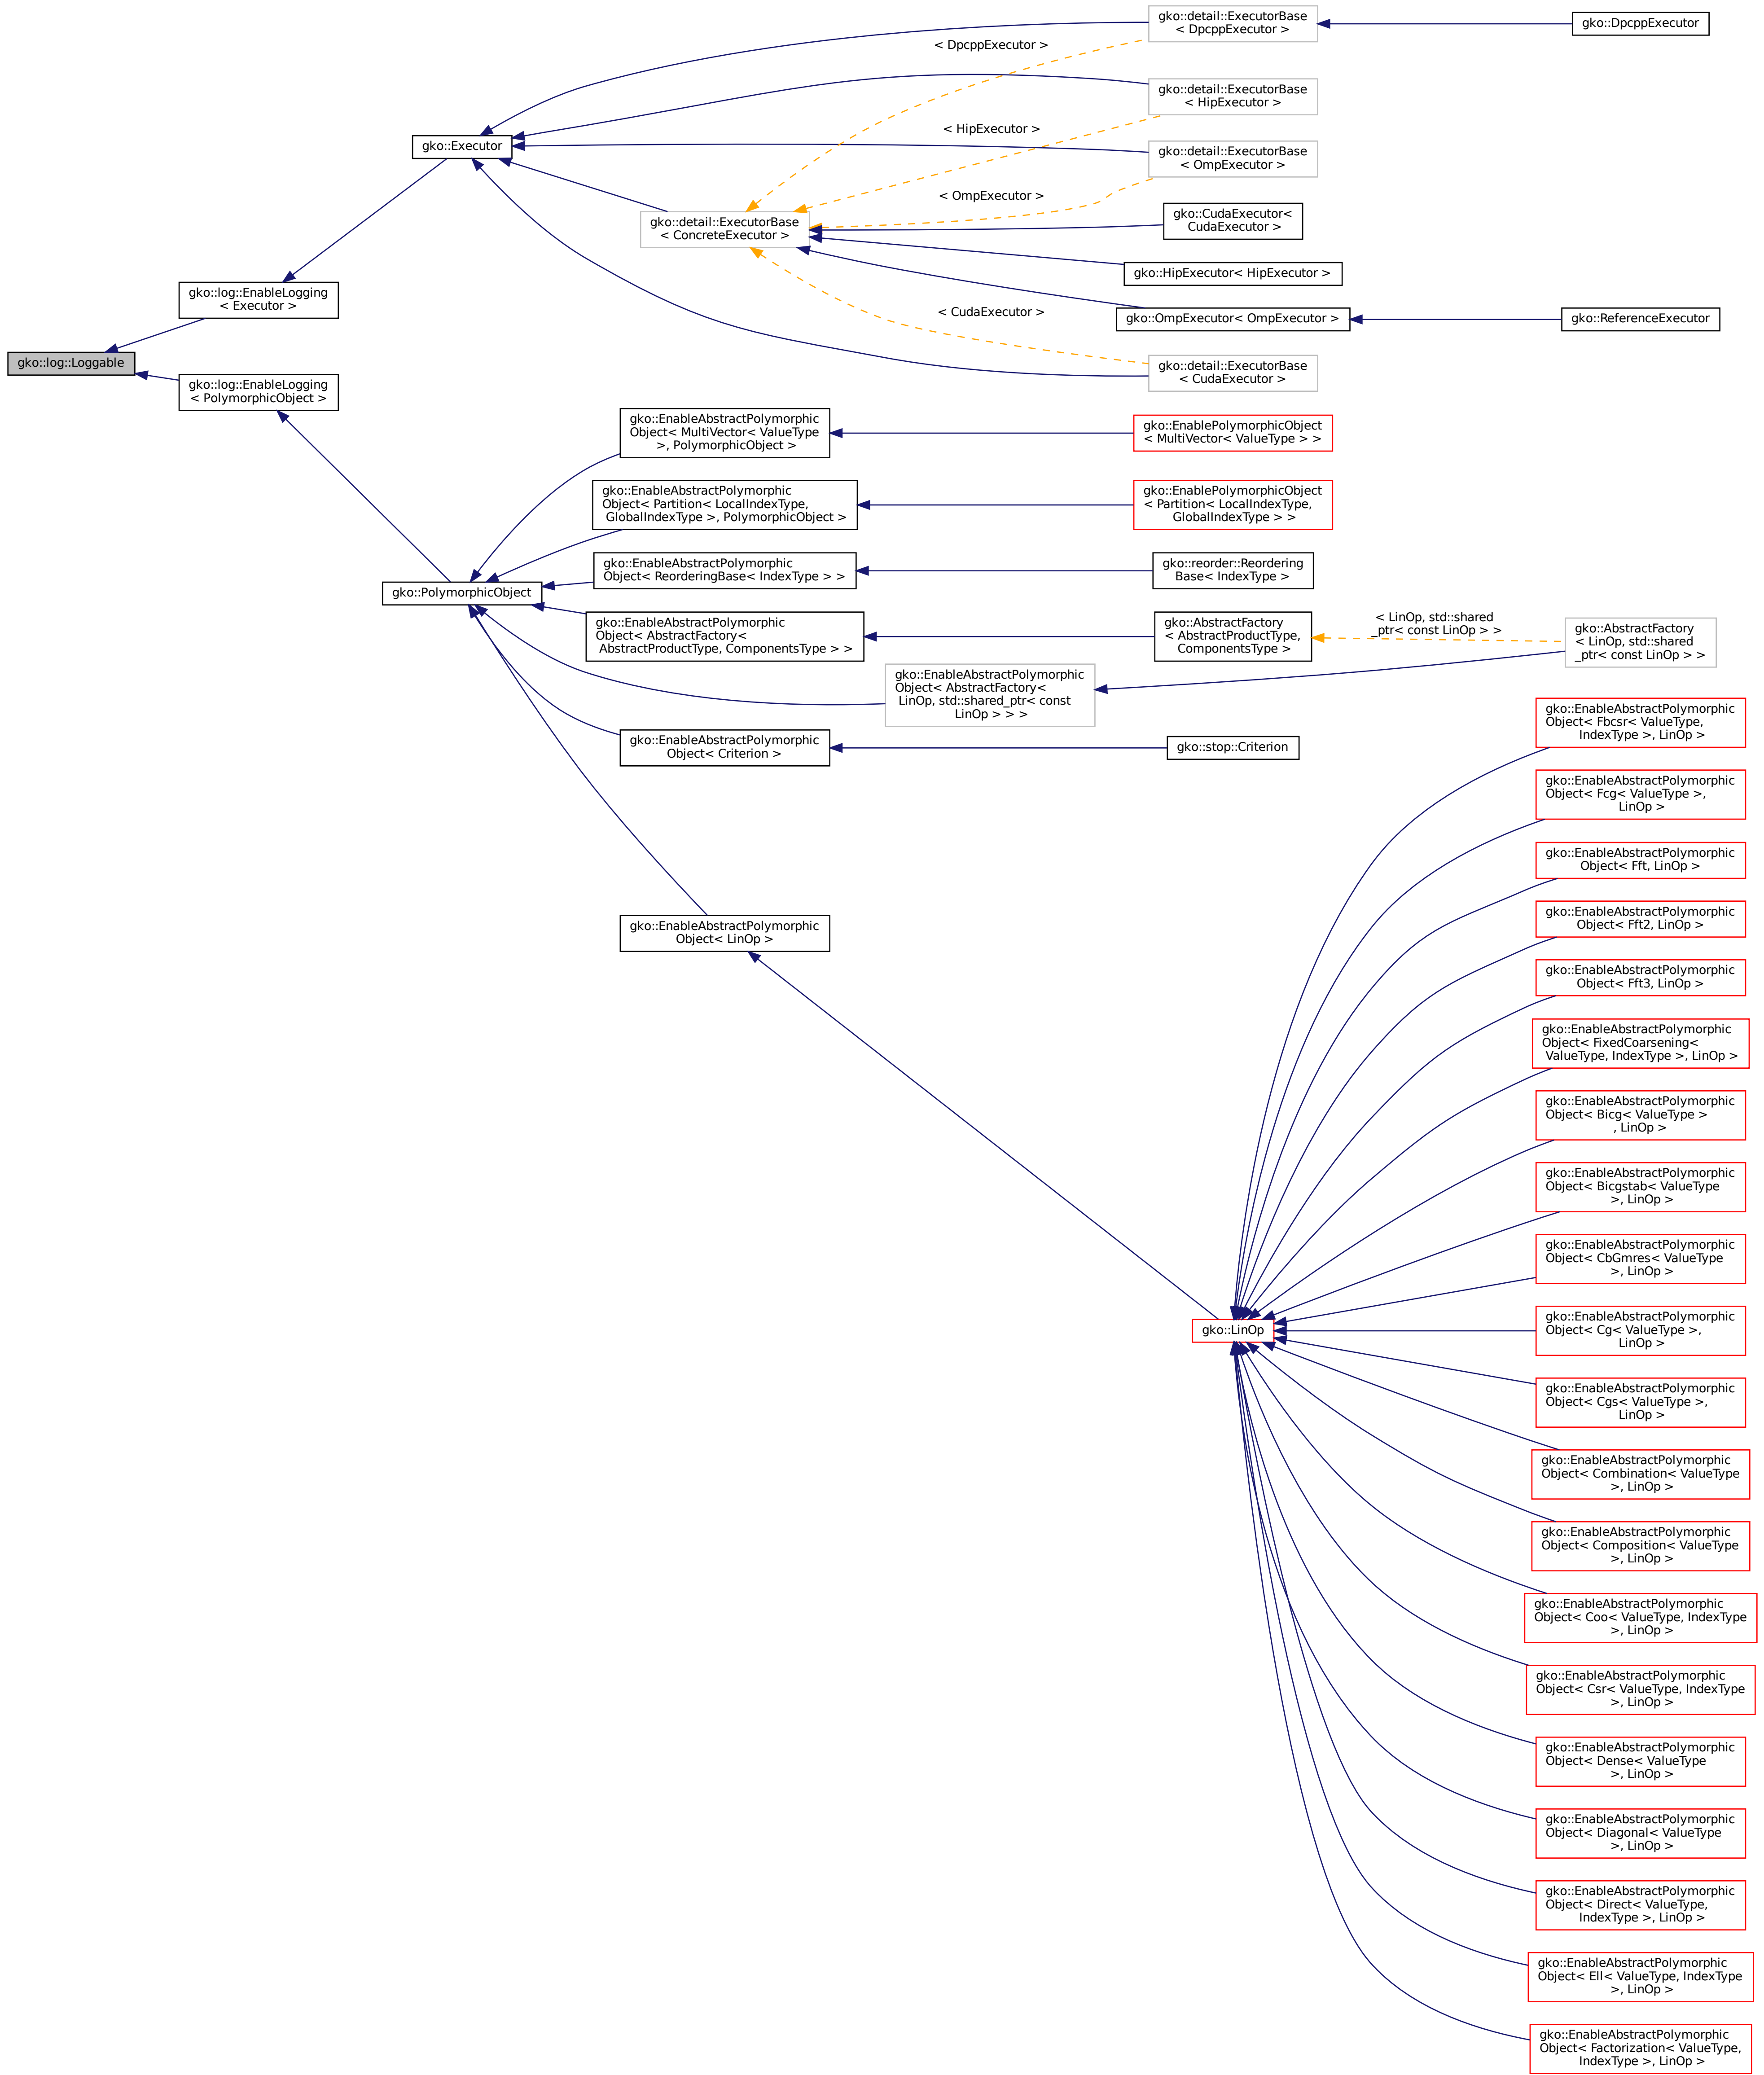 gko::log::Loggable
gko::log::EnableLogging
< Executor >
gko::log::EnableLogging
< PolymorphicObject >
gko::Executor
gko::PolymorphicObject
gko::detail::ExecutorBase
< DpcppExecutor >
gko::DpcppExecutor
< DpcppExecutor >
gko::detail::ExecutorBase
< HipExecutor >
< HipExecutor >
gko::detail::ExecutorBase
< OmpExecutor >
< OmpExecutor >
gko::detail::ExecutorBase
< ConcreteExecutor >
gko::CudaExecutor<
CudaExecutor >
gko::HipExecutor< HipExecutor >
gko::OmpExecutor< OmpExecutor >
gko::ReferenceExecutor
< CudaExecutor >
gko::detail::ExecutorBase
< CudaExecutor >
gko::EnableAbstractPolymorphic
Object< MultiVector< ValueType
>, PolymorphicObject >
gko::EnablePolymorphicObject
< MultiVector< ValueType > >
gko::EnableAbstractPolymorphic
Object< Partition< LocalIndexType,
GlobalIndexType >, PolymorphicObject >
gko::EnablePolymorphicObject
< Partition< LocalIndexType,
GlobalIndexType > >
gko::EnableAbstractPolymorphic
Object< ReorderingBase< IndexType > >
gko::reorder::Reordering
Base< IndexType >
gko::EnableAbstractPolymorphic
Object< AbstractFactory<
AbstractProductType, ComponentsType > >
gko::AbstractFactory
< AbstractProductType,
ComponentsType >
< LinOp, std::shared
_ptr< const LinOp > >
gko::AbstractFactory
< LinOp, std::shared
_ptr< const LinOp > >
gko::EnableAbstractPolymorphic
Object< AbstractFactory<
LinOp, std::shared_ptr< const
LinOp > > >
gko::EnableAbstractPolymorphic
Object< Criterion >
gko::stop::Criterion
gko::EnableAbstractPolymorphic
Object< LinOp >
gko::LinOp
gko::EnableAbstractPolymorphic
Object< Fbcsr< ValueType,
IndexType >, LinOp >
gko::EnableAbstractPolymorphic
Object< Fcg< ValueType >,
LinOp >
gko::EnableAbstractPolymorphic
Object< Fft, LinOp >
gko::EnableAbstractPolymorphic
Object< Fft2, LinOp >
gko::EnableAbstractPolymorphic
Object< Fft3, LinOp >
gko::EnableAbstractPolymorphic
Object< FixedCoarsening<
ValueType, IndexType >, LinOp >
gko::EnableAbstractPolymorphic
Object< Bicg< ValueType >
, LinOp >
gko::EnableAbstractPolymorphic
Object< Bicgstab< ValueType
>, LinOp >
gko::EnableAbstractPolymorphic
Object< CbGmres< ValueType
>, LinOp >
gko::EnableAbstractPolymorphic
Object< Cg< ValueType >,
LinOp >
gko::EnableAbstractPolymorphic
Object< Cgs< ValueType >,
LinOp >
gko::EnableAbstractPolymorphic
Object< Combination< ValueType
>, LinOp >
gko::EnableAbstractPolymorphic
Object< Composition< ValueType
>, LinOp >
gko::EnableAbstractPolymorphic
Object< Coo< ValueType, IndexType
>, LinOp >
gko::EnableAbstractPolymorphic
Object< Csr< ValueType, IndexType
>, LinOp >
gko::EnableAbstractPolymorphic
Object< Dense< ValueType
>, LinOp >
gko::EnableAbstractPolymorphic
Object< Diagonal< ValueType
>, LinOp >
gko::EnableAbstractPolymorphic
Object< Direct< ValueType,
IndexType >, LinOp >
gko::EnableAbstractPolymorphic
Object< Ell< ValueType, IndexType
>, LinOp >
gko::EnableAbstractPolymorphic
Object< Factorization< ValueType,
IndexType >, LinOp >